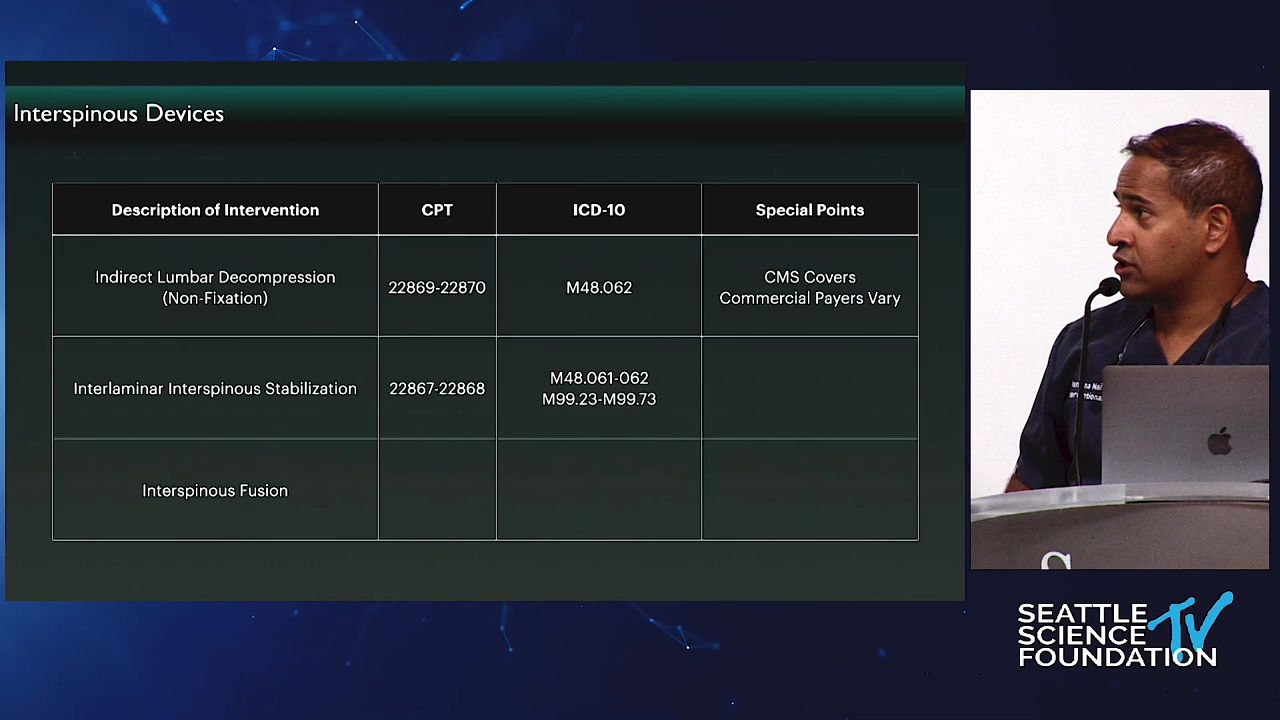 Interspinous Devices
Description of Intervention
CPT
ICD-10
Special Points
Indirect Lumbar Decompression
(Non-Fixation)
22869-22870
M48.062
CMS Covers
Commercial Payers Vary
Interlaminar Interspinous Stabilization
22867-22868
M48.061-062
M99.23-M99.73
Interspinous Fusion
S
SEATTLE
SCIENCE
FOUNDATION
TV